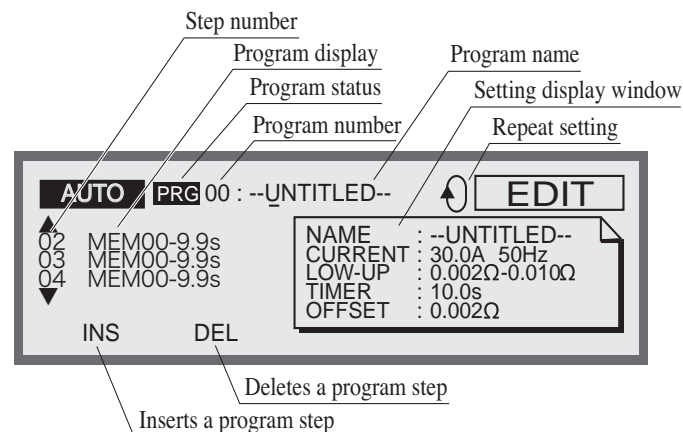 Step number
Program display
Program name
Program status
Setting display window
Program number
Repeat setting
AUTO PRG 00 : --UNTITLED-- EDIT
02 MEM00-9.9s
03 MEM00-9.9s
04 MEM00-9.9s
NAME : --UNTITLED--
CURRENT : 30.0A 50Hz
LOW-UP : 0.002Ω-0.010Ω
TIMER : 10.0s
OFFSET : 0.002Ω
INS DEL
Deletes a program step
Inserts a program step